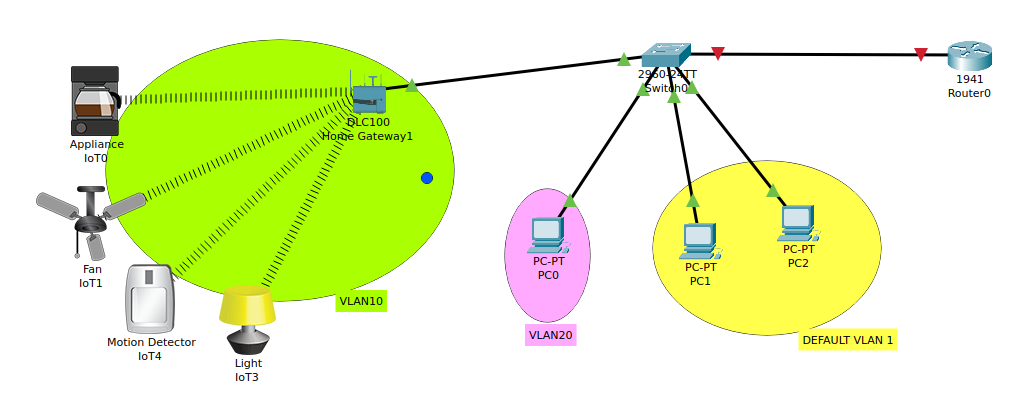 2960-24TT
Switch0
1941
Router0
DLC100
Home Gateway1
Appliance
IoT0
Fan
IoT1
Motion Detector
IoT4
Light
IoT3
VLAN10
PC-PT
PC0
VLAN20
PC-PT
PC1
PC-PT
PC2
DEFAULT VLAN 1